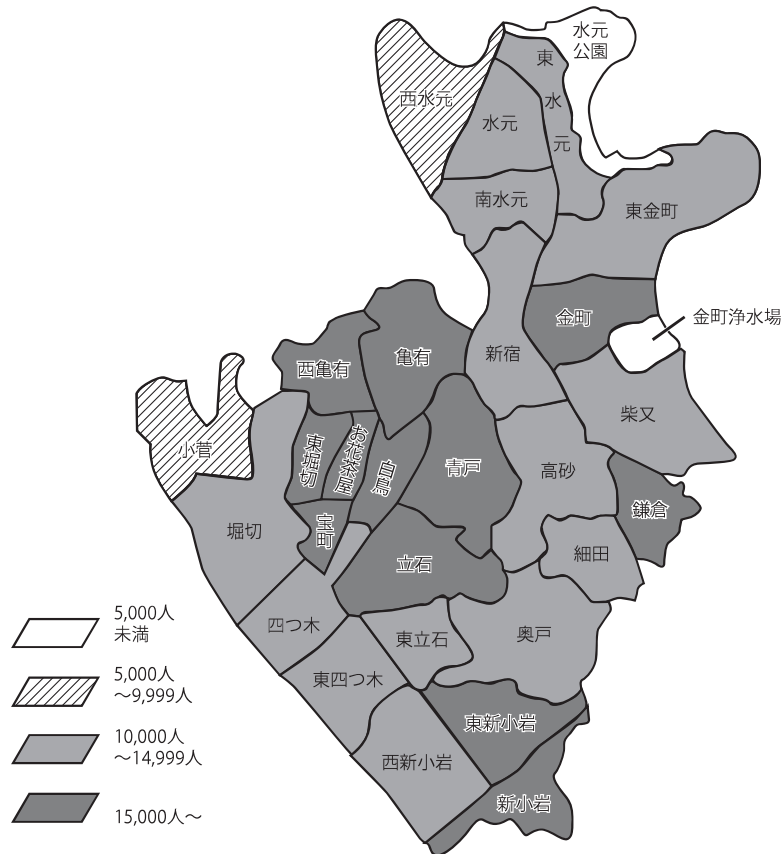 水元
公園
東水元
西水元
水元
南水元
東金町
金町
金町浄水場
新宿
亀有
西亀有
柴又
小菅
東堀切
お花茶屋
白鳥
青戸
高砂
鎌倉
堀切
宝町
立石
細田
四つ木
東立石
奥戸
東四つ木
東新小岩
西新小岩
新小岩
5,000人
未満
5,000人
～9,999人
10,000人
～14,999人
15,000人～